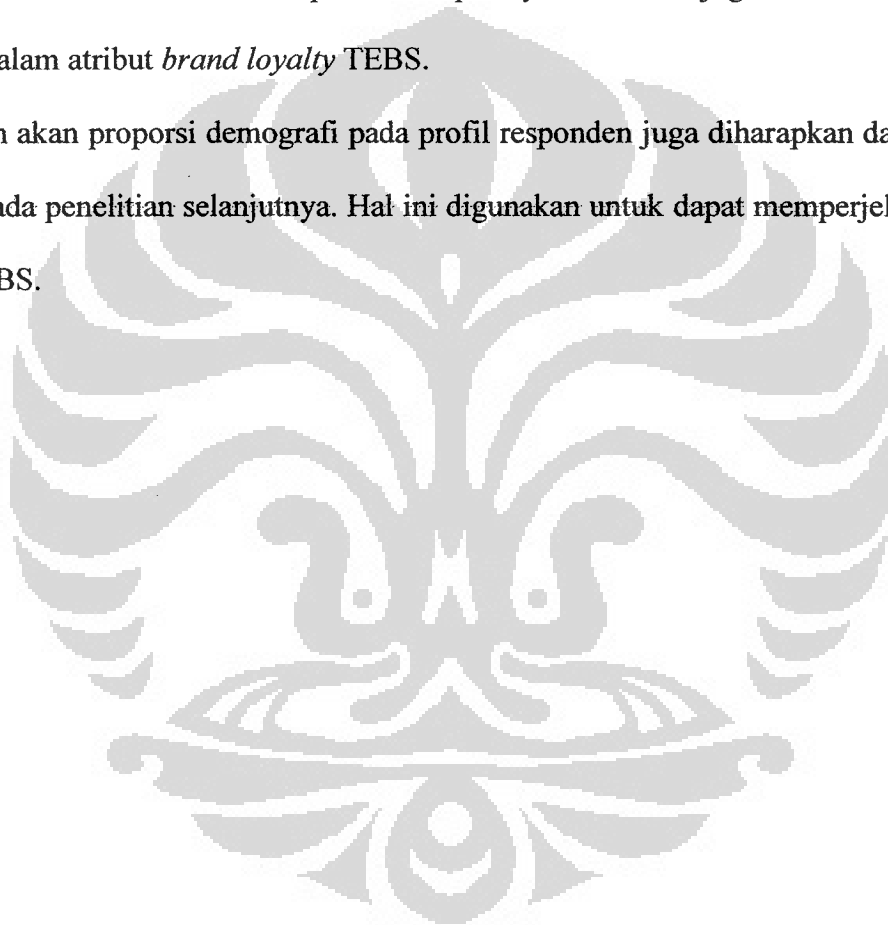 alam atribut brand loyalty TEBS.
akan proporsi demografi pada profil responden juga diharapkan da
ada penelitian selanjutnya. Hal ini digunakan untuk dapat memperjel
BS.